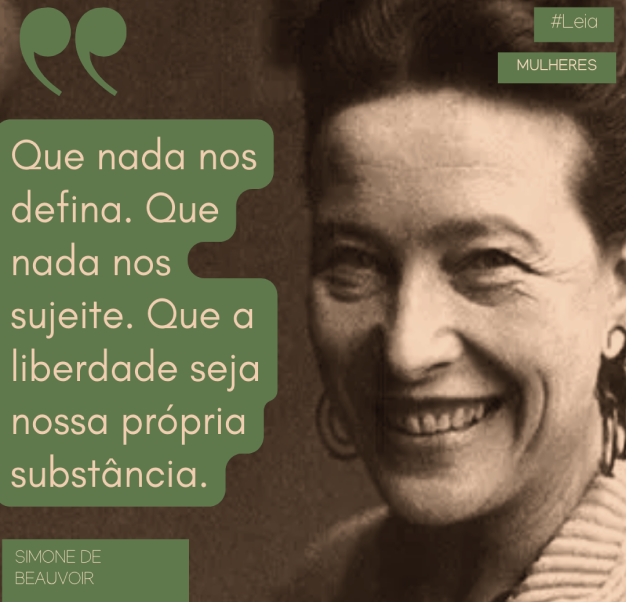 #Leia
MULHERES
Que nada nos
defina. Que
nada nos
sujeite. Que a
liberdade seja
nossa própria
substância.
SIMONE DE
BEAUVOIR